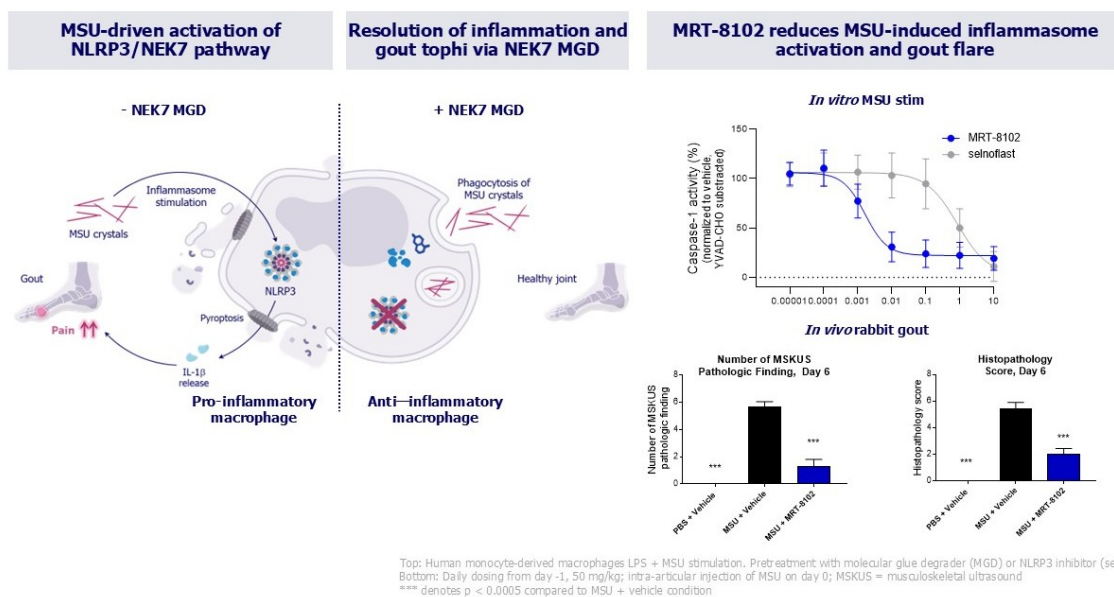 MSU-driven activation of
NLRP3/NEK7 pathway
Resolution of inflammation and
gout tophi via NEK7 MGD
MRT-8102 reduces MSU-induced inflammasome
activation and gout flare
- NEK7 MGD
+ NEK7 MGD
Inflammasome
stimulation
MSU crystals
NLRP3
Gout
Pain
Pyroptosis
IL-1β
release
Pro-inflammatory
macrophage
Phagocytosis of
MSU crystals
Healthy joint
Anti—inflammatory
macrophage
In vitro MSU stim
MRT-8102
selnoflast
Caspase-1 activity (%)
(normalized to vehicle,
YVAD-CHO substracted)
150
100
50
0
0.00001 0.0001 0.001 0.01 0.1 1 10
In vivo rabbit gout
Number of MSKUS
Pathologic Finding, Day 6
Number of MSKUS
pathologic finding
8
6
4
2
0
***
***
PBS + Vehicle
MSU + Vehicle
MSU + MRT-8102
Histopathology
Score, Day 6
Histopathology score
8
6
4
2
0
***
***
PBS + Vehicle
MSU + Vehicle
MSU + MRT-8102
Top: Human monocyte-derived macrophages LPS + MSU stimulation. Pretreatment with molecular glue degrader (MGD) or NLRP3 inhibitor (se
Bottom: Daily dosing from day -1, 50 mg/kg; intra-articular injection of MSU on day 0; MSKUS = musculoskeletal ultrasound
*** denotes p < 0.0005 compared to MSU + vehicle condition